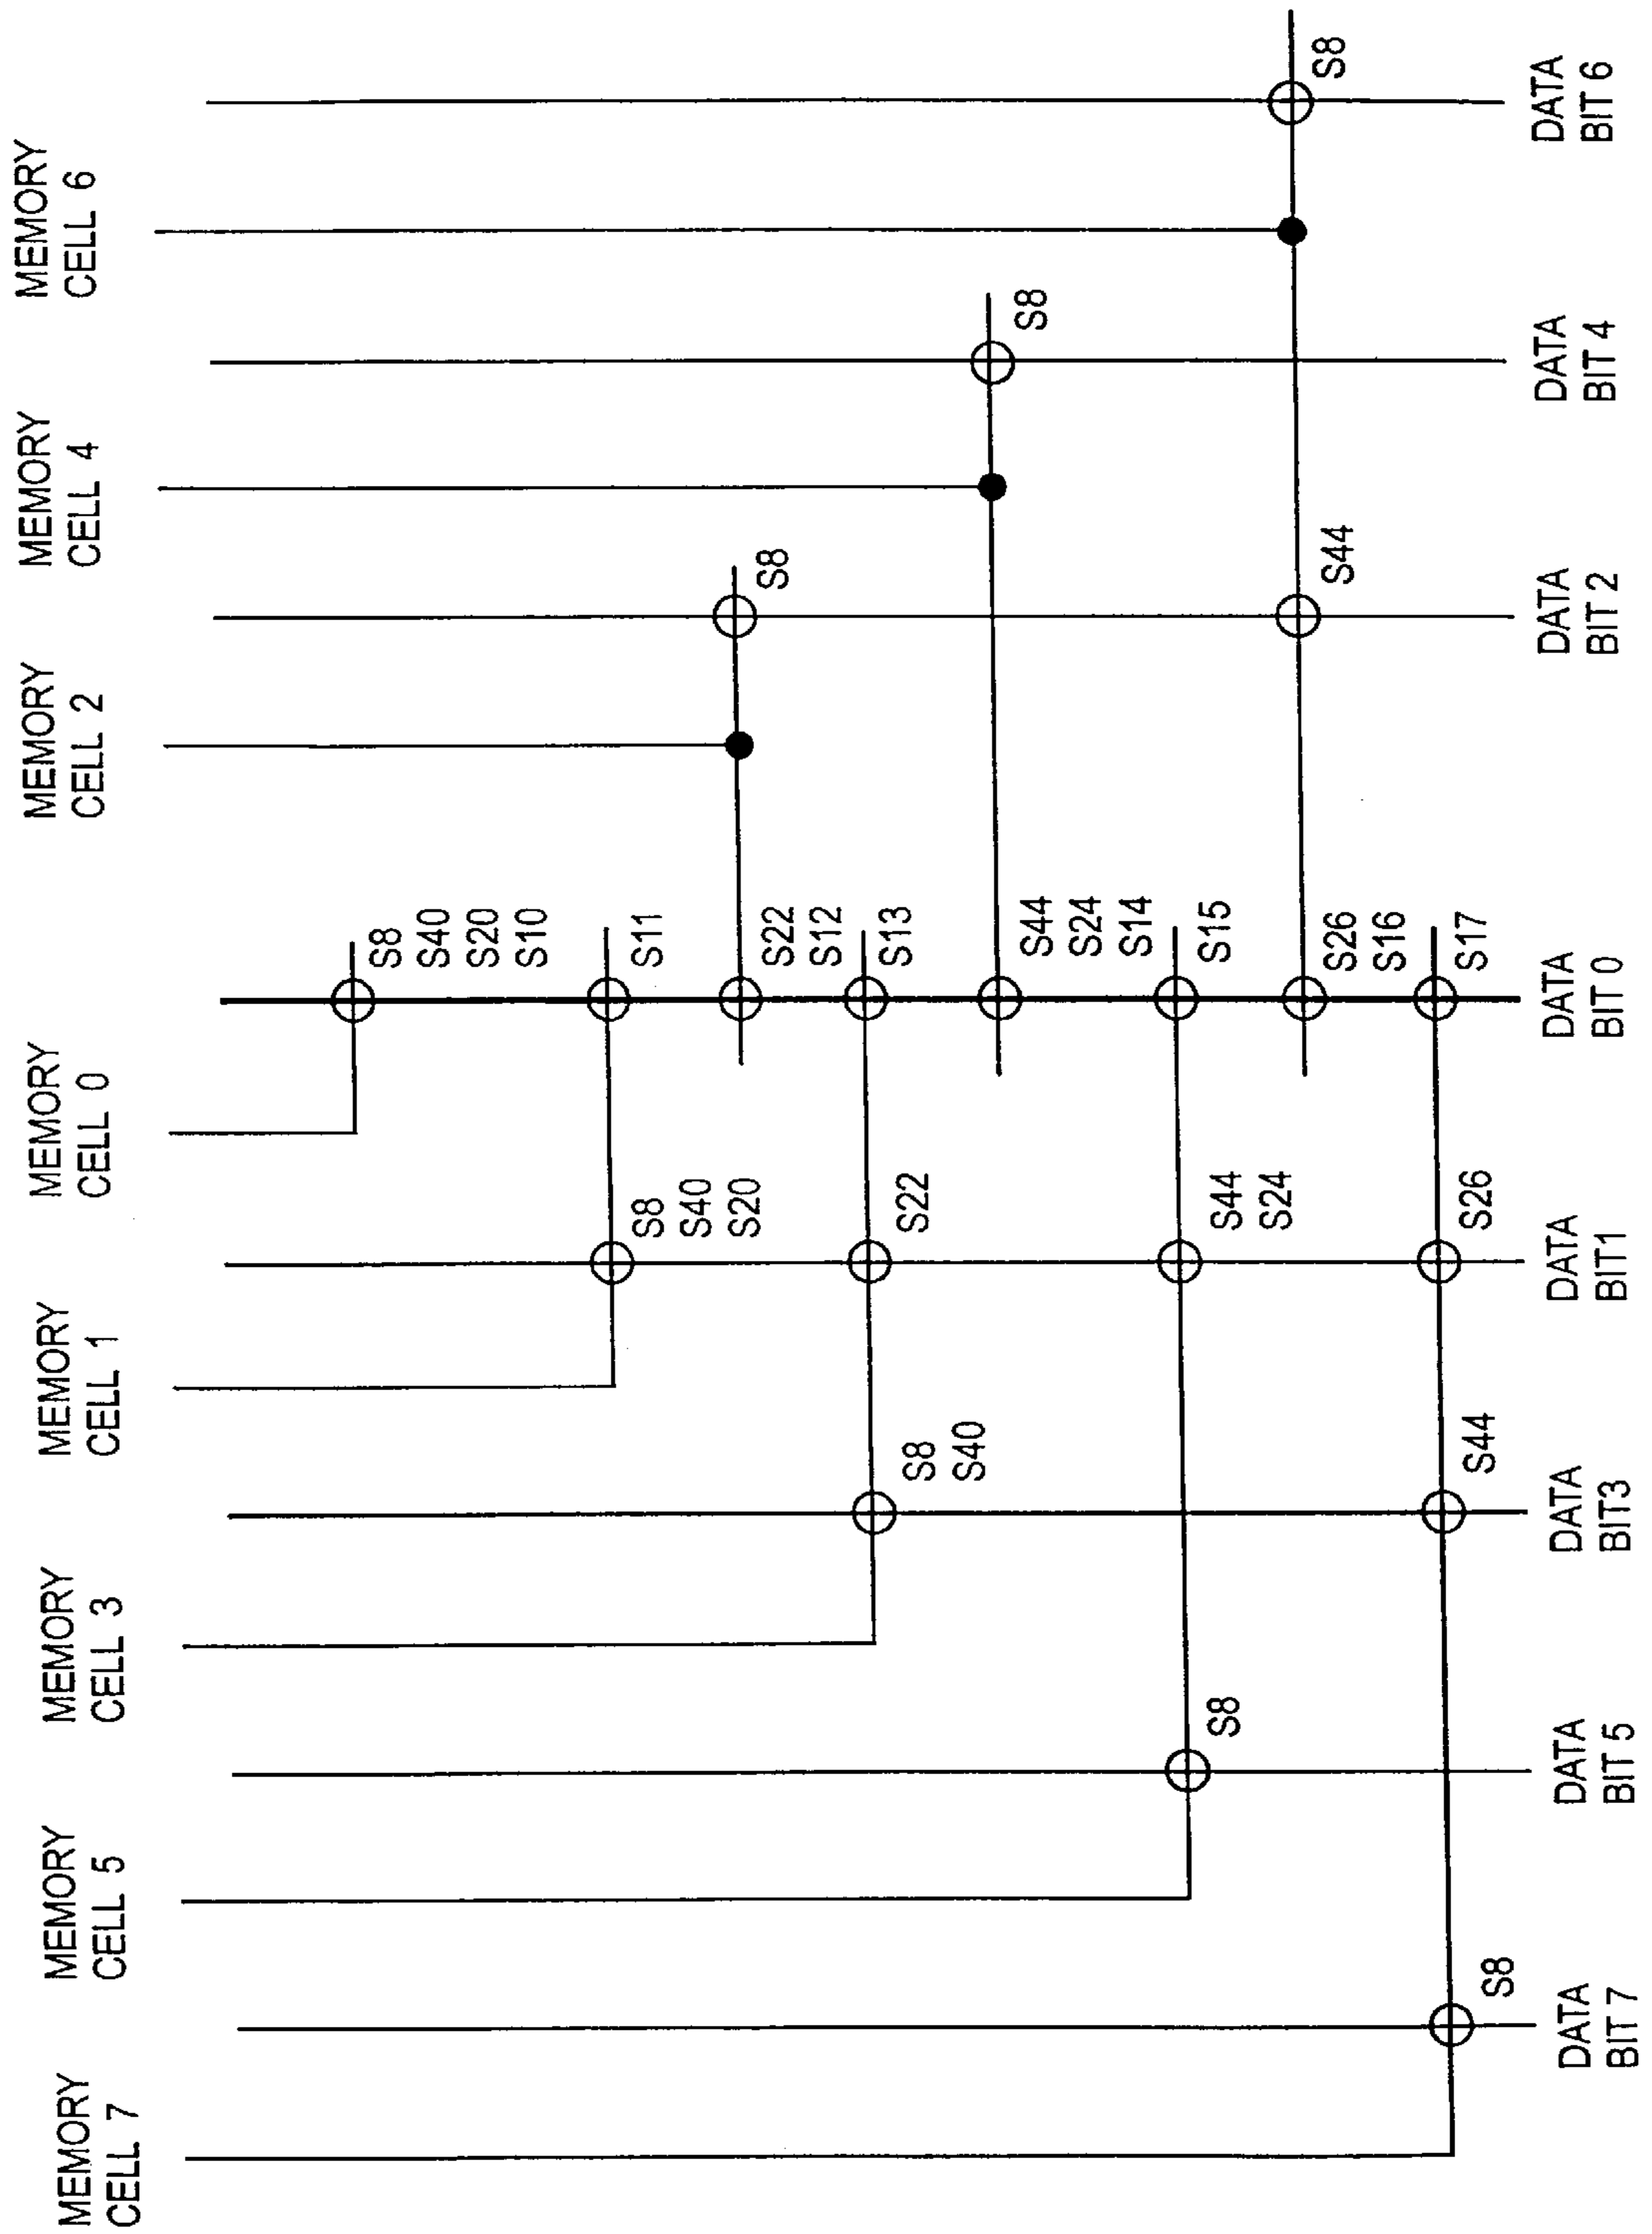 MEMORY
CELL 7
MEMORY
CELL 5
MEMORY
CELL 3
MEMORY
CELL 1
MEMORY
CELL 0
MEMORY
CELL 2
MEMORY
CELL 4
MEMORY
CELL 6
S8
S40
S20
S10
S8
S40
S20
S11
S22
S12
S8
S8
S40
S22
S13
S44
S24
S14
S8
S8
S44
S24
S15
S26
S16
S44
S8
S8
S44
S26
S17
DATA
BIT 7
DATA
BIT 5
DATA
BIT3
DATA
BIT1
DATA
BIT 0
DATA
BIT 2
DATA
BIT 4
DATA
BIT 6